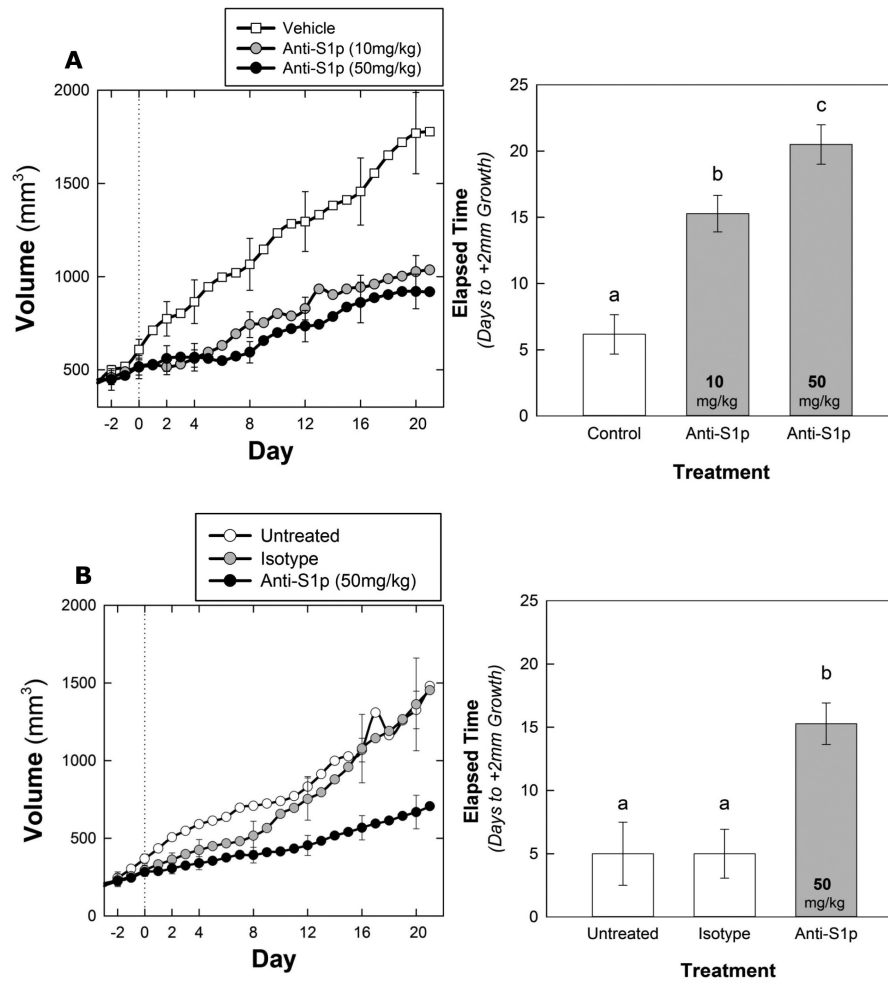 A
Vehicle
Anti-S1p (10mg/kg)
Anti-S1p (50mg/kg)
Volume (mm³)
2000
1500
1000
500
-2 0 2 4 8 12 16 20
Day
Elapsed Time
(Days to +2mm Growth)
25
20
15
10
5
0
a
b
c
10
mg/kg
50
mg/kg
Control Anti-S1p Anti-S1p
Treatment
B
Untreated
Isotype
Anti-S1p (50mg/kg)
Volume (mm³)
2000
1500
1000
500
0
-2 0 2 4 8 12 16 20
Day
Elapsed Time
(Days to +2mm Growth)
25
20
15
10
5
0
a
a
b
50
mg/kg
Untreated Isotype Anti-S1p
Treatment